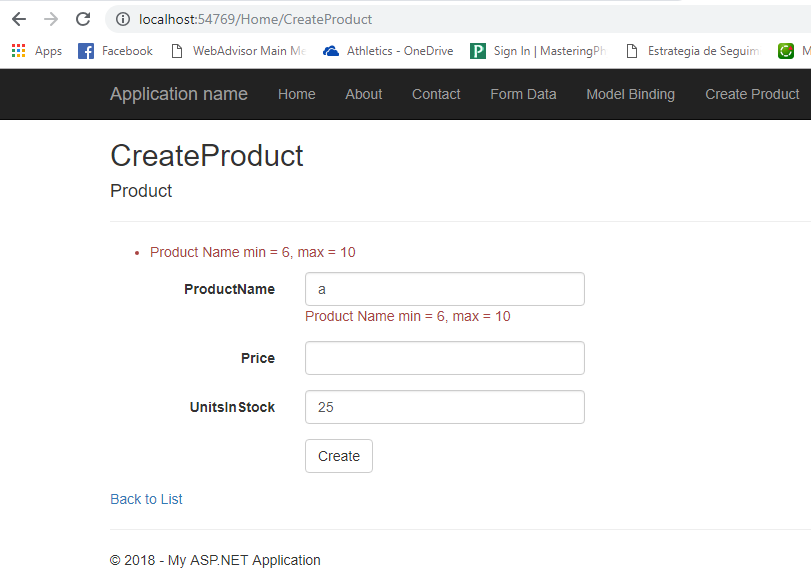 localhost:54769/Home/CreateProduct
Apps Facebook WebAdvisor Main Me Athletics - OneDrive Sign In | MasteringPh Estrategia de Seguim M
Application name Home About Contact Form Data Model Binding Create Product
CreateProduct
Product
Product Name min = 6, max = 10
ProductName a
Product Name min = 6, max = 10
Price
UnitsInStock 25
Create
Back to List
© 2018 - My ASP.NET Application